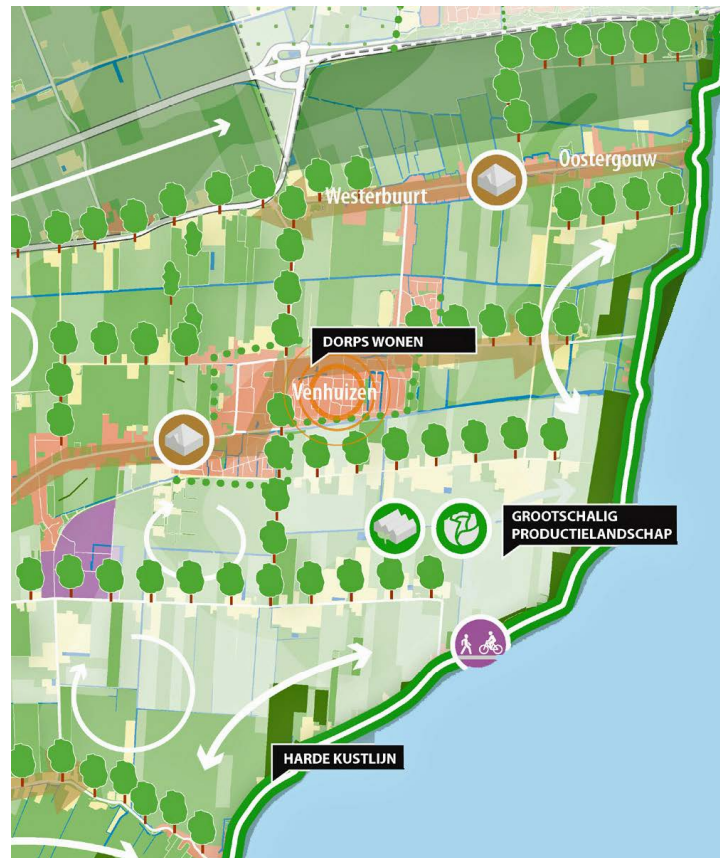 Oostergouw
Westerbuurt
DORPS WONEN
Venhuizen
GROOTSCHALIG
PRODUCTIELANDSCHAP
HARDE KUSTLIJN